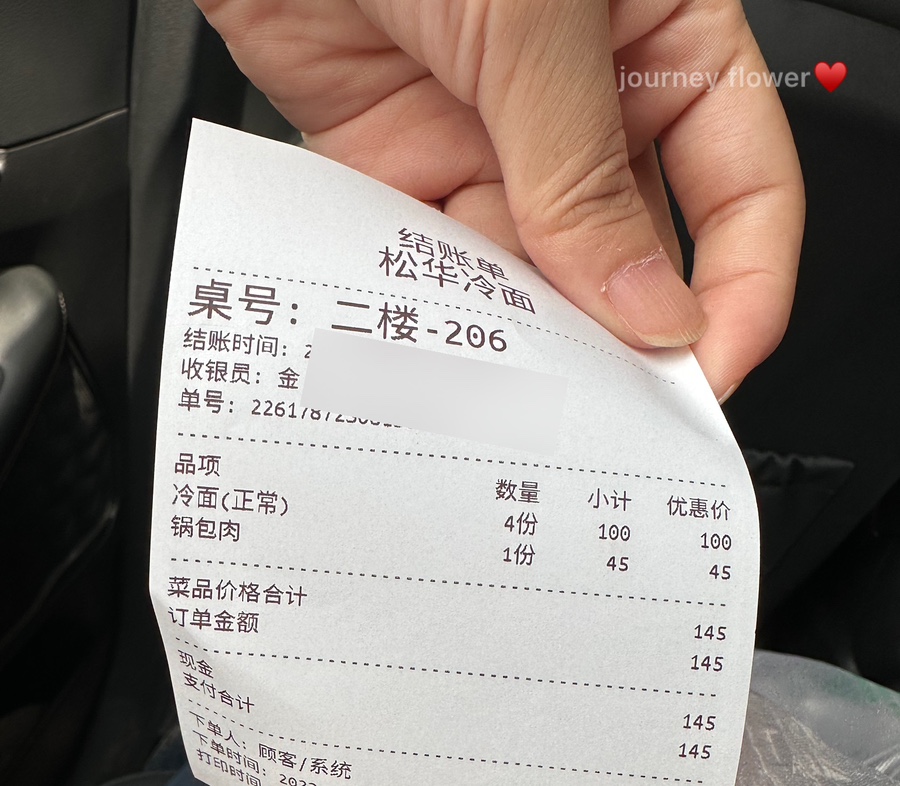 journey flower❤️
结账单
松华冷面
桌号: 二楼-206
结账时间: 2
收银员: 金
单号:
品项 数量 小计 优惠价
冷面(正常) 4份 100 100
锅包肉 1份 45 45
菜品价格合计 145
订单金额 145
现金 145
支付合计 145
下单人: 顾客/系统
下单时间: 202
打印时间